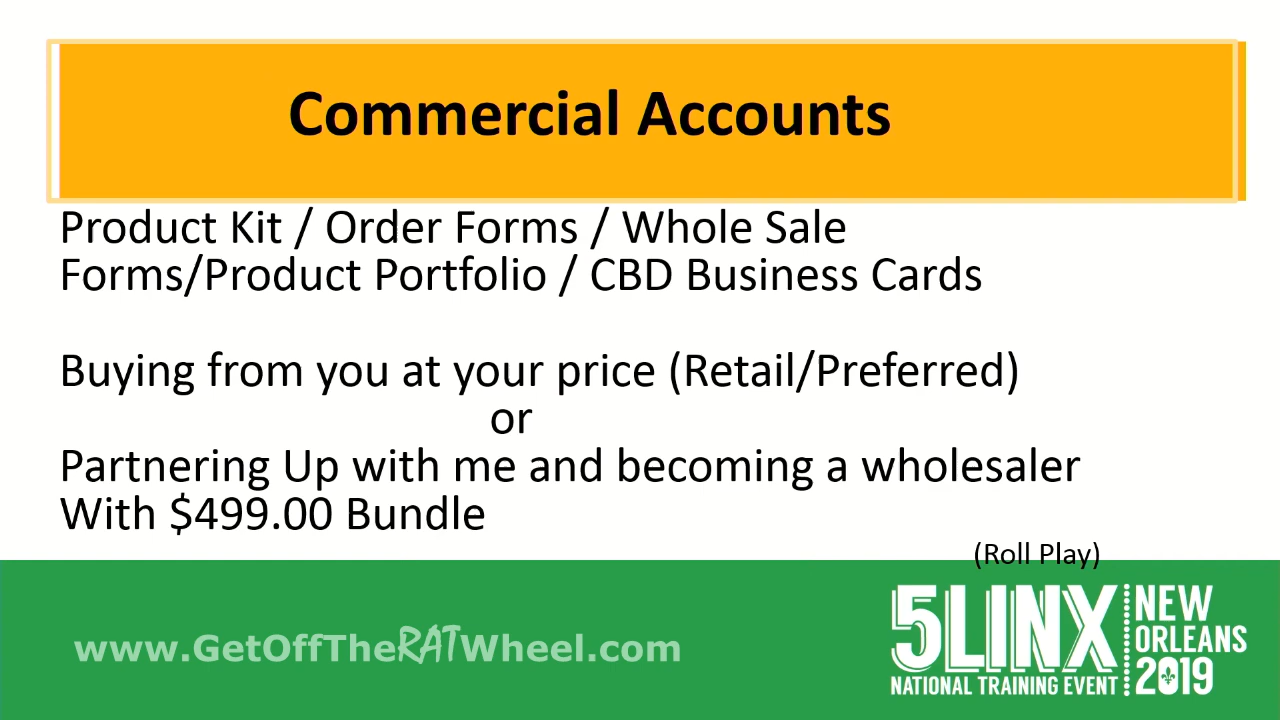 Commercial Accounts
Product Kit / Order Forms / Whole Sale
Forms/Product Portfolio / CBD Business Cards
Buying from you at your price (Retail/Preferred)
or
Partnering Up with me and becoming a wholesaler
With $499.00 Bundle
(Roll Play)
www.GetOffTheRATWheel.com
5LINX
NATIONAL TRAINING EVENT
NEW
ORLEANS
2019